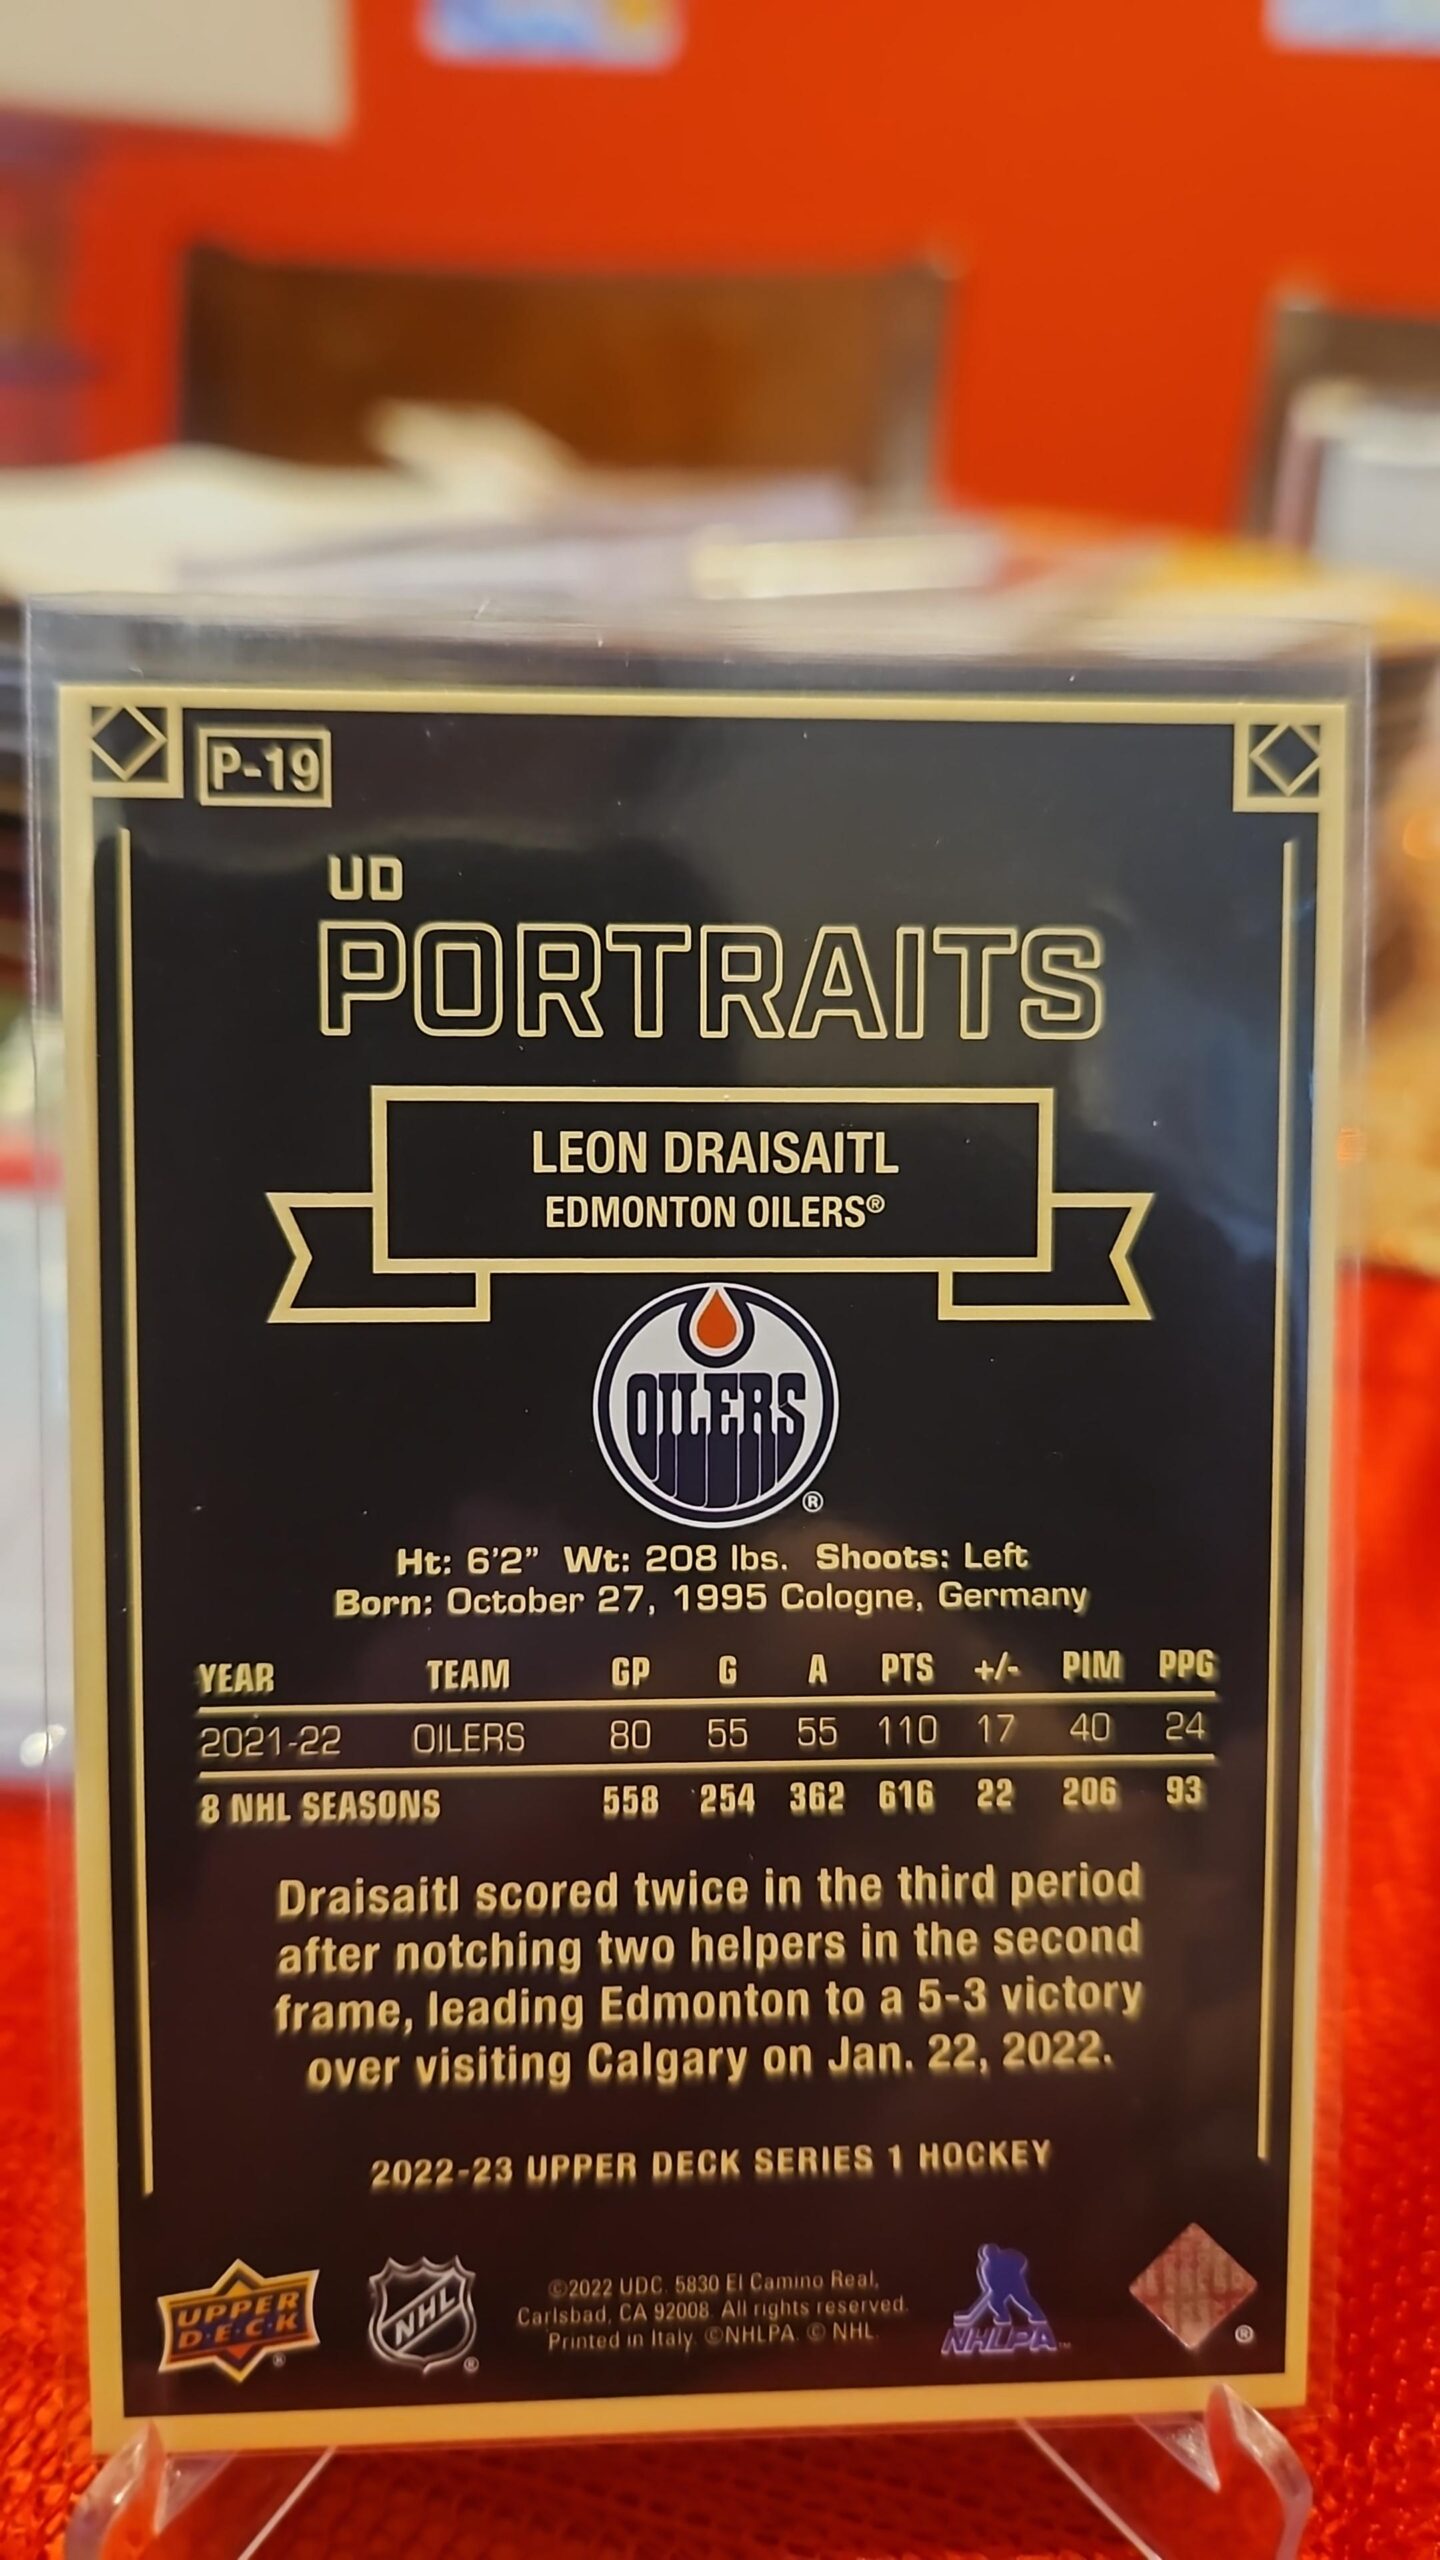 P-19
UD
PORTRAITS
LEON DRAISAITL
EDMONTON OILERS®
OILERS
®
Ht: 6'2” Wt: 208 lbs. Shoots: Left
Born: October 27, 1995 Cologne, Germany
YEAR TEAM GP G A PTS +/- PIM PPG
2021-22 OILERS 80 55 55 110 17 40 24
8 NHL SEASONS 558 254 362 616 22 206 93
Draisaitl scored twice in the third period
after notching two helpers in the second
frame, leading Edmonton to a 5-3 victory
over visiting Calgary on Jan. 22, 2022.
2022-23 UPPER DECK SERIES 1 HOCKEY
UPPER
DECK
®
NHL
®
©2022 UDC. 5830 El Camino Real,
Carlsbad, CA 92008. All rights reserved.
Printed in Italy. ©NHLPA. © NHL.
NHLPA™
®